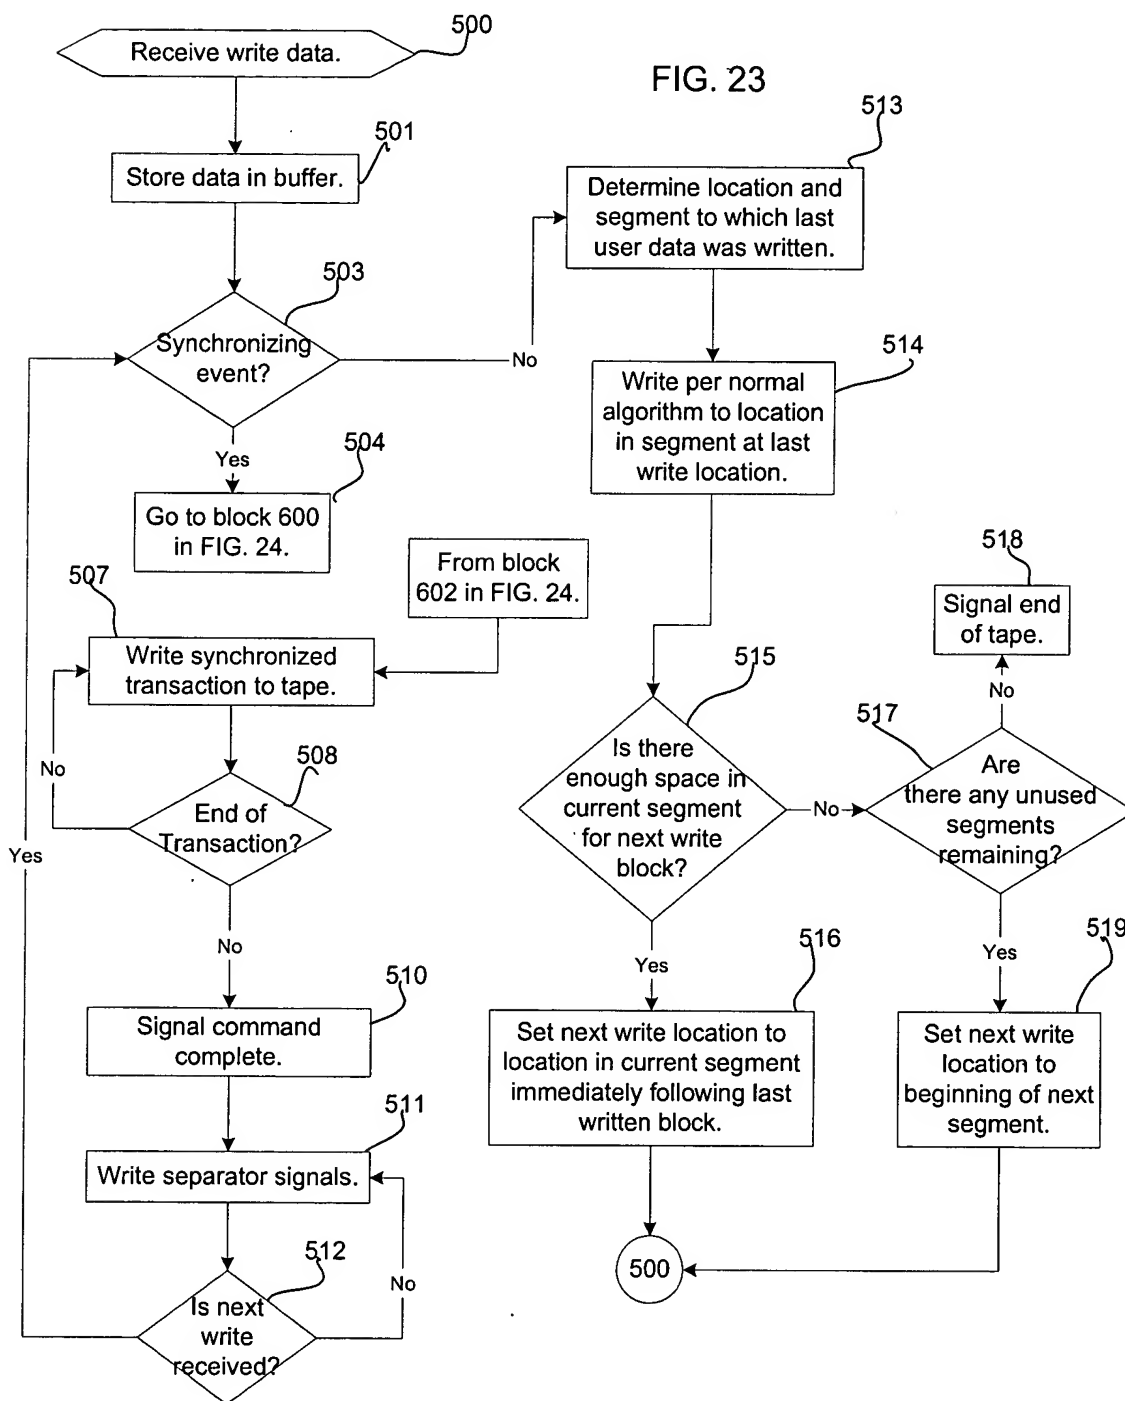 500
Receive write data.
FIG. 23
501
Store data in buffer.
513
Determine location and
segment to which last
user data was written.
503
Synchronizing
event?
No
Yes
514
Write per normal
algorithm to location
in segment at last
write location.
504
Go to block 600
in FIG. 24.
From block
602 in FIG. 24.
507
Write synchronized
transaction to tape.
No
508
End of
Transaction?
Yes
No
510
Signal command
complete.
511
Write separator signals.
512
Is next
write
received?
No
515
Is there
enough space in
current segment
for next write
block?
No
Yes
518
Signal end
of tape.
No
517
Are
there any unused
segments
remaining?
Yes
516
Set next write location to
location in current segment
immediately following last
written block.
519
Set next write
location to
beginning of next
segment.
500